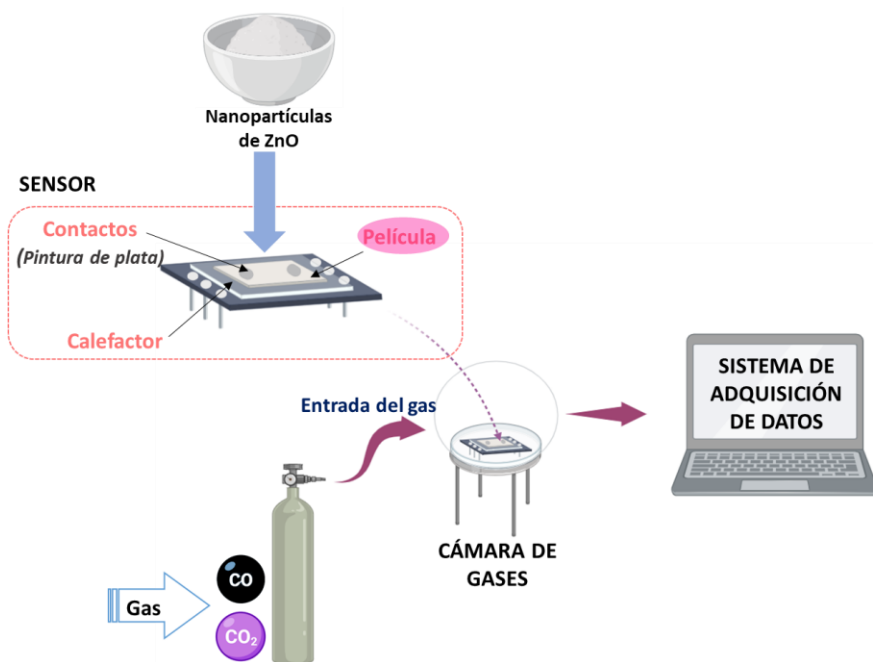 Nanopartículas
de ZnO
SENSOR
Contactos
(Pintura de plata)
Película
Calefactor
Entrada del gas
SISTEMA DE
ADQUISICIÓN
DE DATOS
CÁMARA DE
GASES
Gas
CO
CO₂